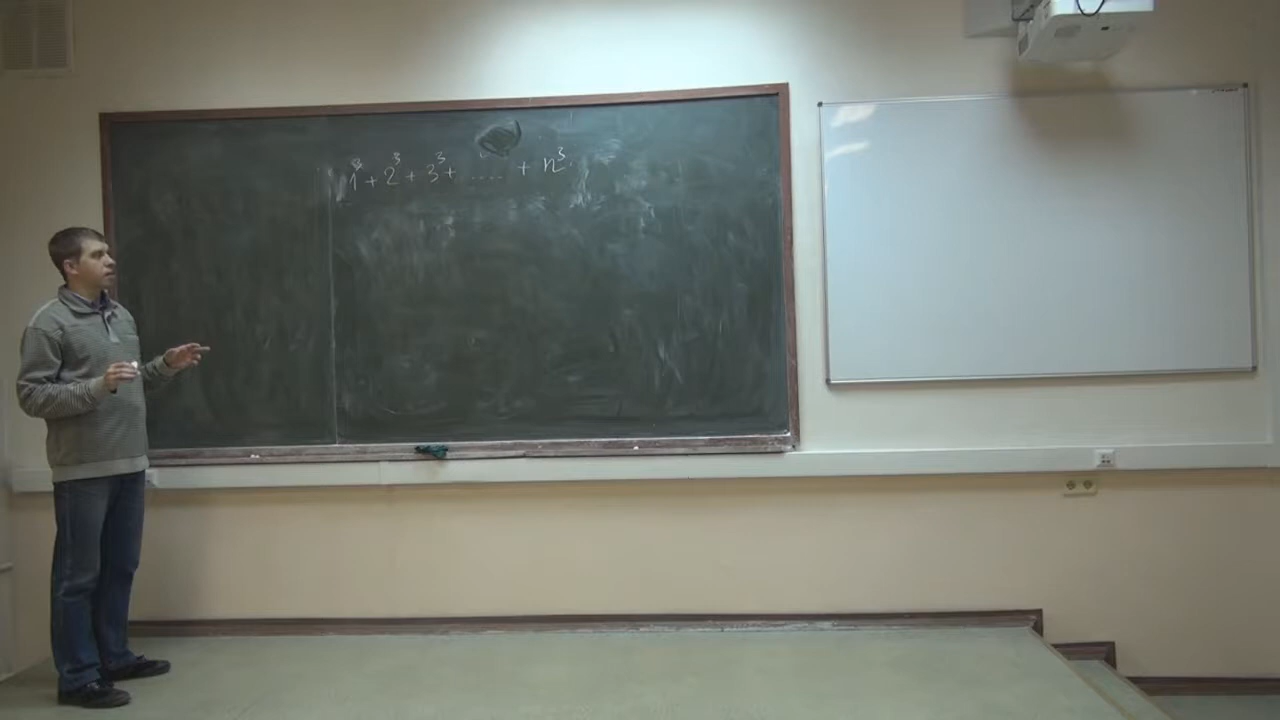 1³ + 2³ + 3³ + ..... + n³.